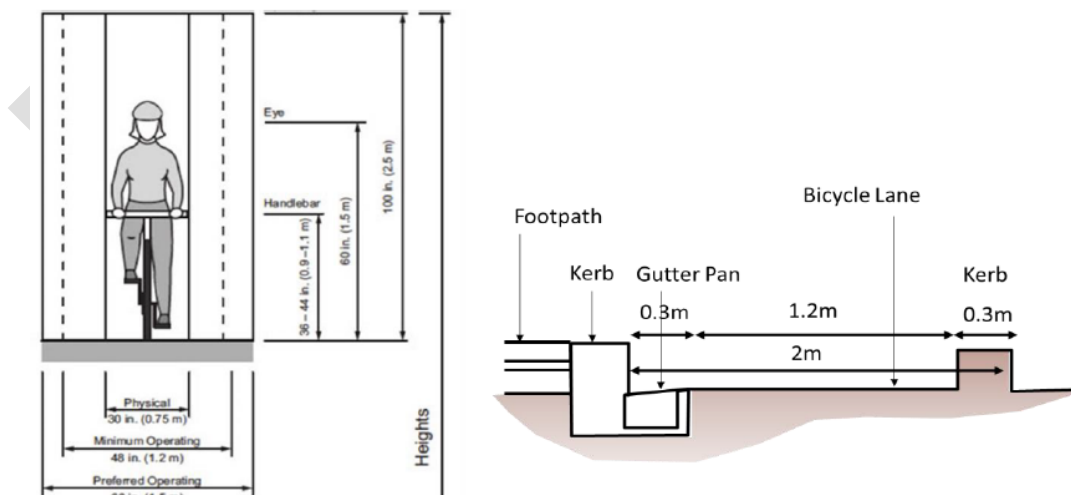 Eye
Handlebar
36 – 44 in. (0.9 –1.1 m)
60 in. (1.5 m)
100 in. (2.5 m)
Heights
Physical
30 in. (0.75 m)
Minimum Operating
48 in. (1.2 m)
Preferred Operating
Bicycle Lane
Footpath
Kerb
Gutter Pan
Kerb
0.3m
1.2m
0.3m
2m